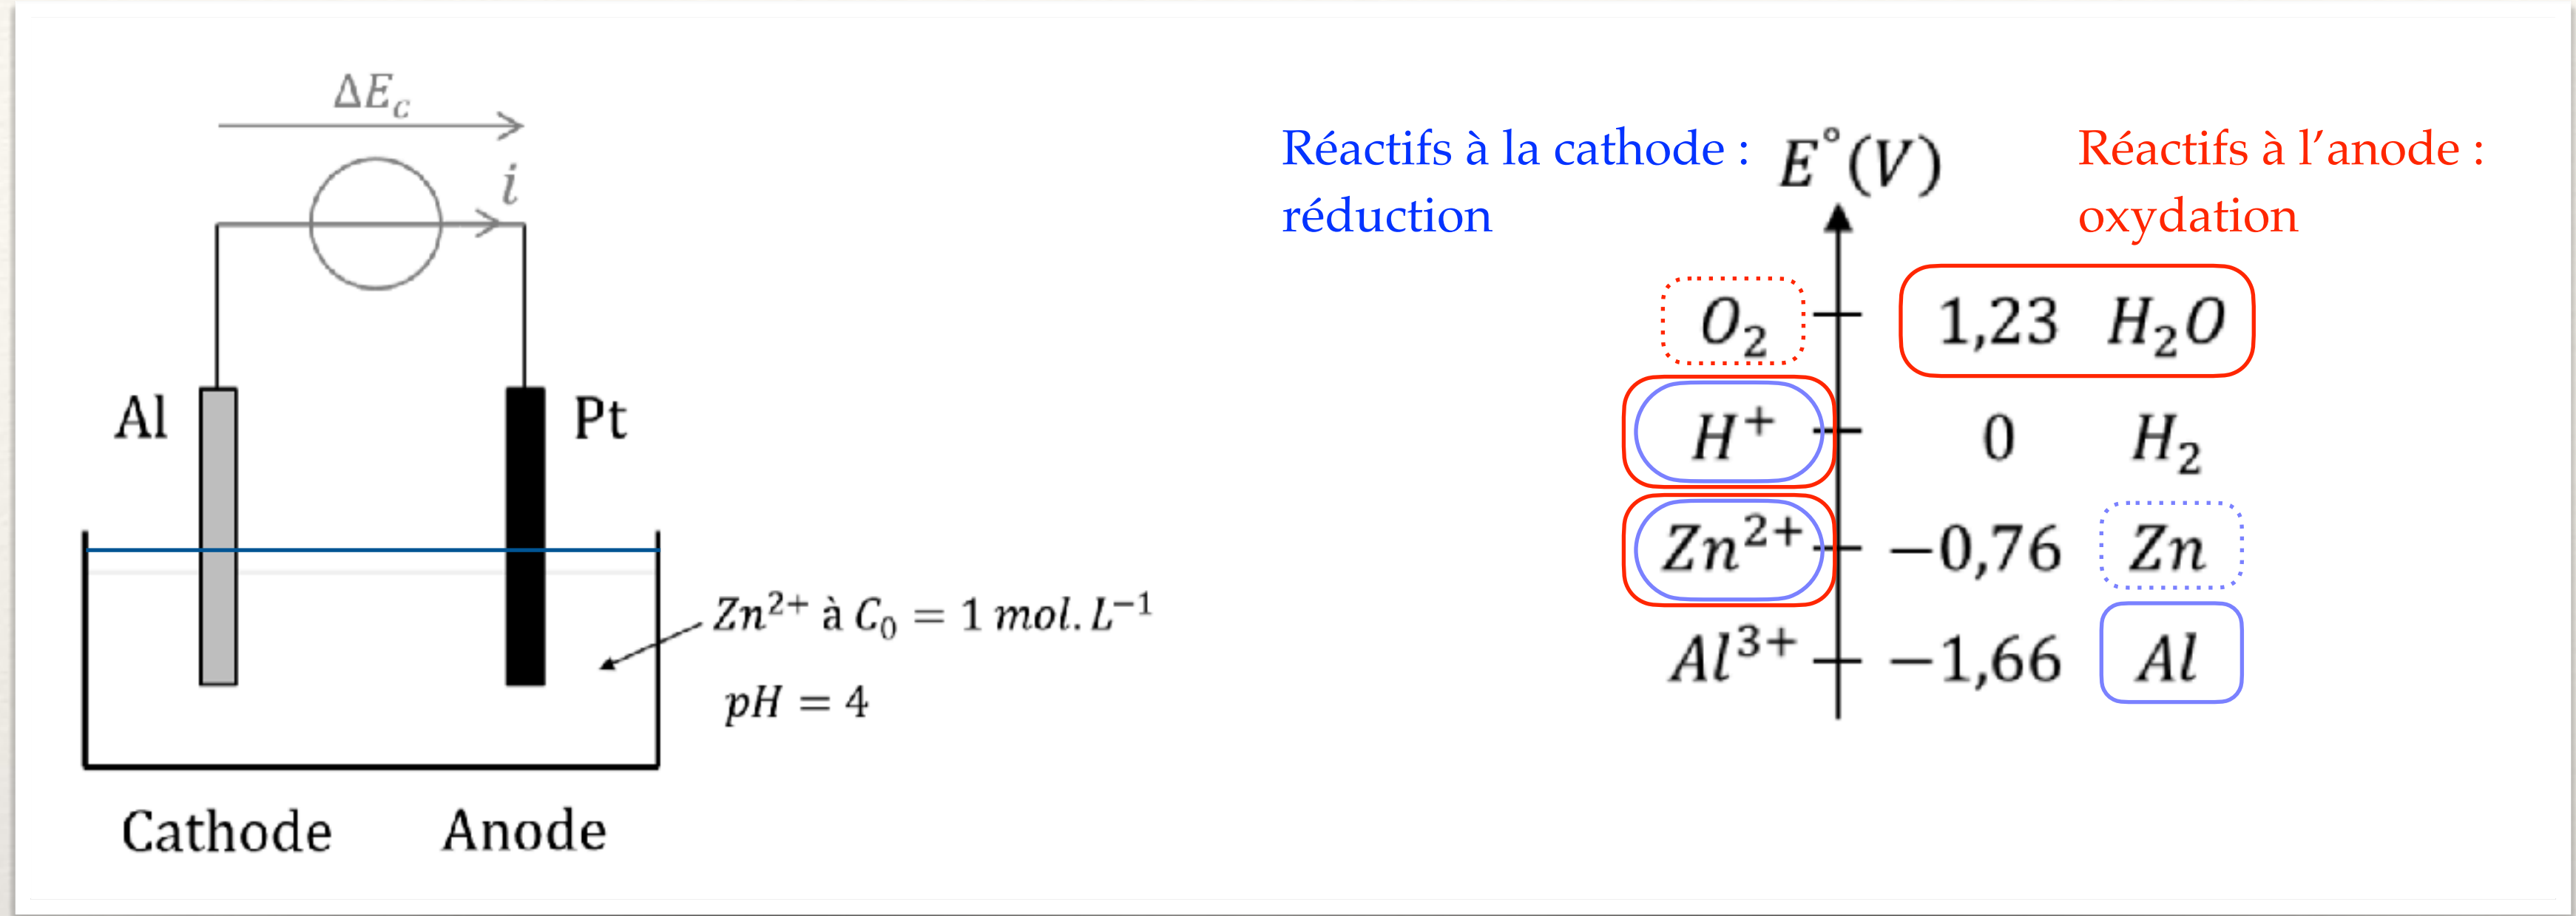 ΔE_c
i
Al
Pt
Zn²⁺ à C₀ = 1 mol. L⁻¹
pH = 4
Cathode
Anode
Réactifs à la cathode :
réduction
E°(V)
Réactifs à l’anode :
oxydation
O₂ 1,23 H₂O
H⁺ 0 H₂
Zn²⁺ −0,76 Zn
Al³⁺ −1,66 Al